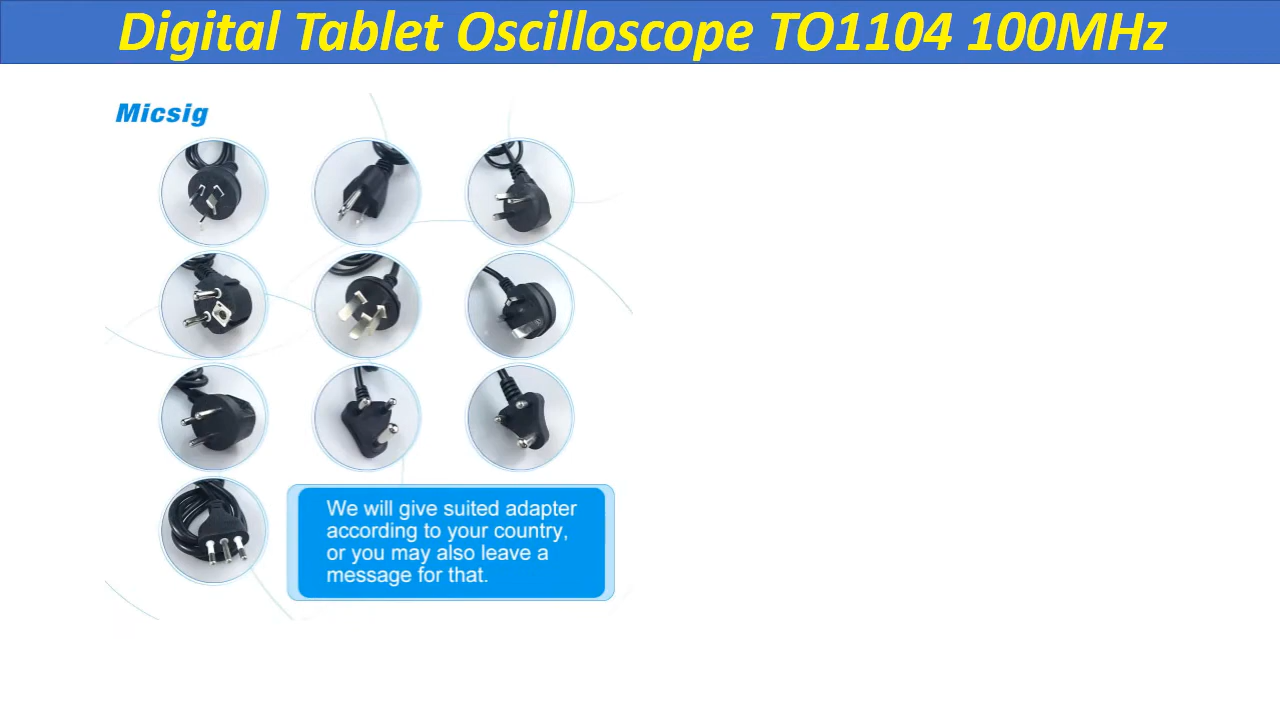 Digital Tablet Oscilloscope TO1104 100MHz
Micsig
We will give suited adapter
according to your country,
or you may also leave a
message for that.